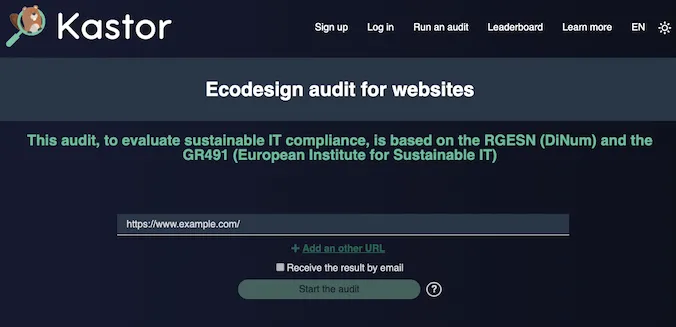 Kastor
Sign up Log in Run an audit Leaderboard Learn more EN
Ecodesign audit for websites
This audit, to evaluate sustainable IT compliance, is based on the RGESN (DiNum) and the
GR491 (European Institute for Sustainable IT)
https://www.example.com/
+ Add an other URL
Receive the result by email
Start the audit ?